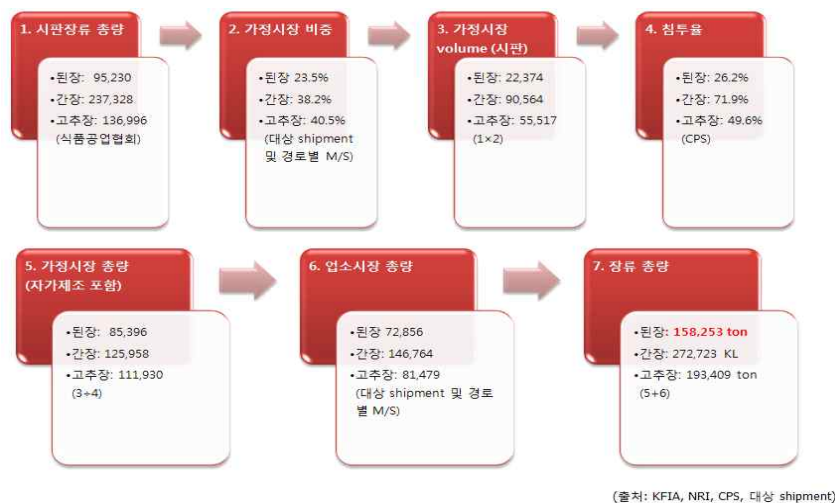 1. 시판장류 총량
•된장: 95,230
•간장: 237,328
•고추장: 136,996
(식품공업협회)
2. 가정시장 비중
•된장 23.5%
•간장: 38.2%
•고추장: 40.5%
(대상 shipment
및 경로별 M/S)
3. 가정시장
volume (시판)
•된장: 22,374
•간장: 90,564
•고추장: 55,517
(1×2)
4. 침투율
•된장: 26.2%
•간장: 71.9%
•고추장: 49.6%
(CPS)
5. 가정시장 총량
(자가제조 포함)
•된장: 85,396
•간장: 125,958
•고추장: 111,930
(3÷4)
6. 업소시장 총량
•된장 72,856
•간장: 146,764
•고추장: 81,479
(대상 shipment 및 경로
별 M/S)
7. 장류 총량
•된장: 158,253 ton
•간장: 272,723 KL
•고추장: 193,409 ton
(5+6)
(출처: KFIA, NRI, CPS, 대상 shipment)